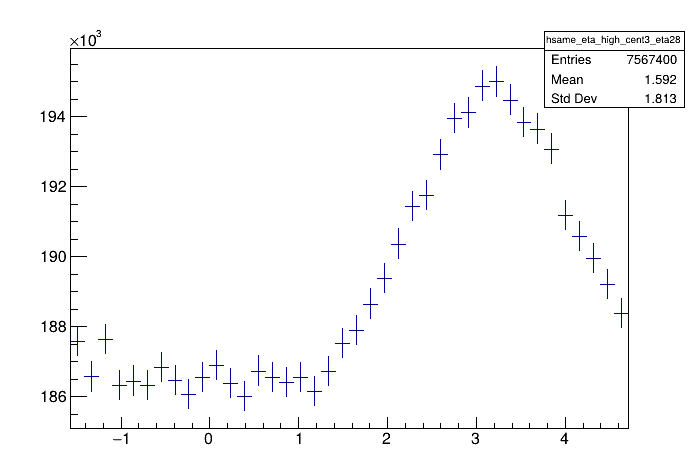 ×10³
hsame_eta_high_cent3_eta28
Entries 7567400
Mean 1.592
Std Dev 1.813
194
192
190
188
186
−1 0 1 2 3 4